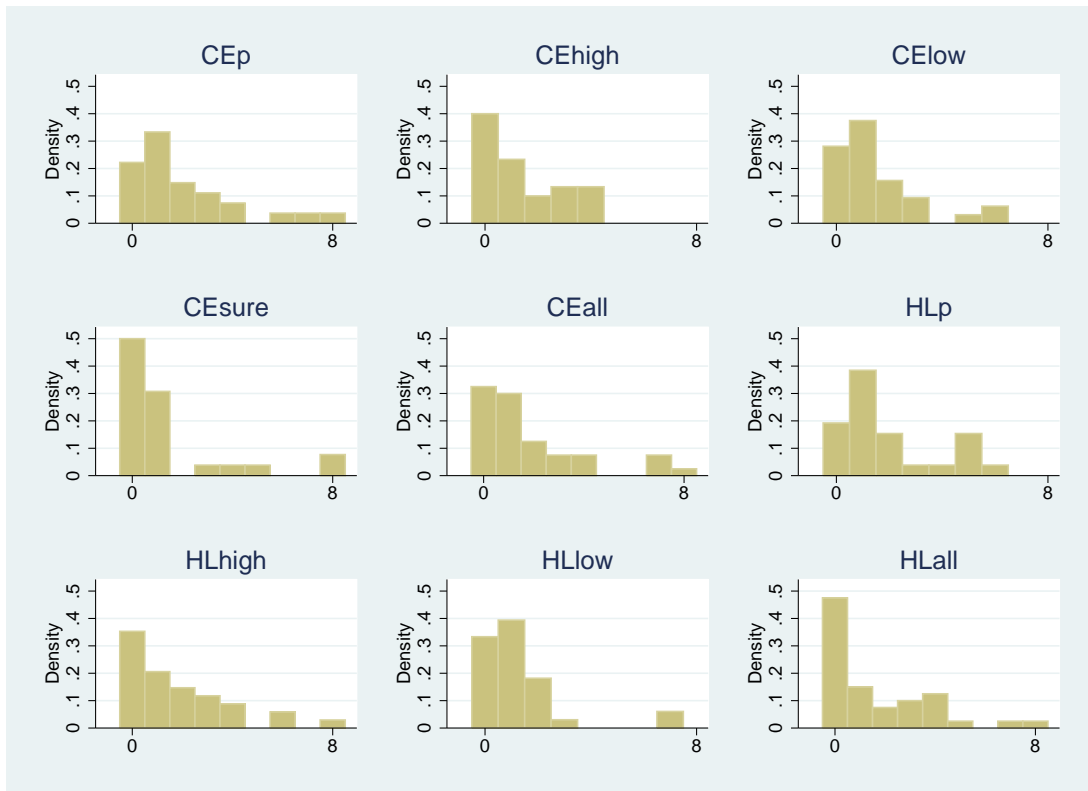 CEp
CEhigh
CElow
Density
0 .1 .2 .3 .4 .5
0 8
Density
0 .1 .2 .3 .4 .5
0 8
Density
0 .1 .2 .3 .4 .5
0 8
CEsure
CEall
HLp
Density
0 .1 .2 .3 .4 .5
0 8
Density
0 .1 .2 .3 .4 .5
0 8
Density
0 .1 .2 .3 .4 .5
0 8
HLhigh
HLlow
HLall
Density
0 .1 .2 .3 .4 .5
0 8
Density
0 .1 .2 .3 .4 .5
0 8
Density
0 .1 .2 .3 .4 .5
0 8